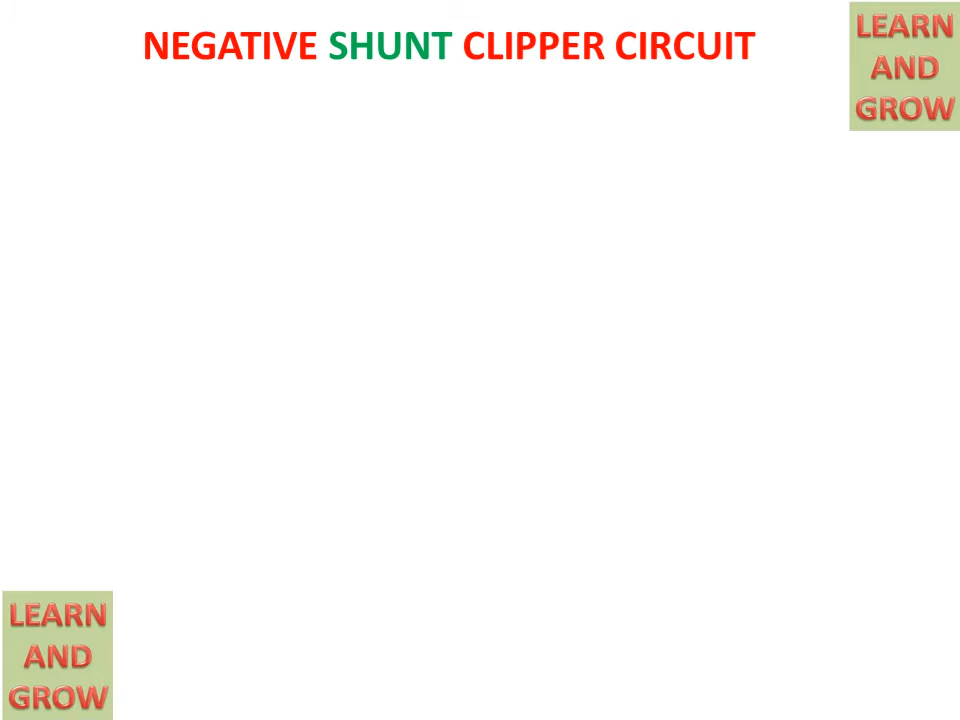 NEGATIVE SHUNT CLIPPER CIRCUIT
LEARN
AND
GROW
LEARN
AND
GROW